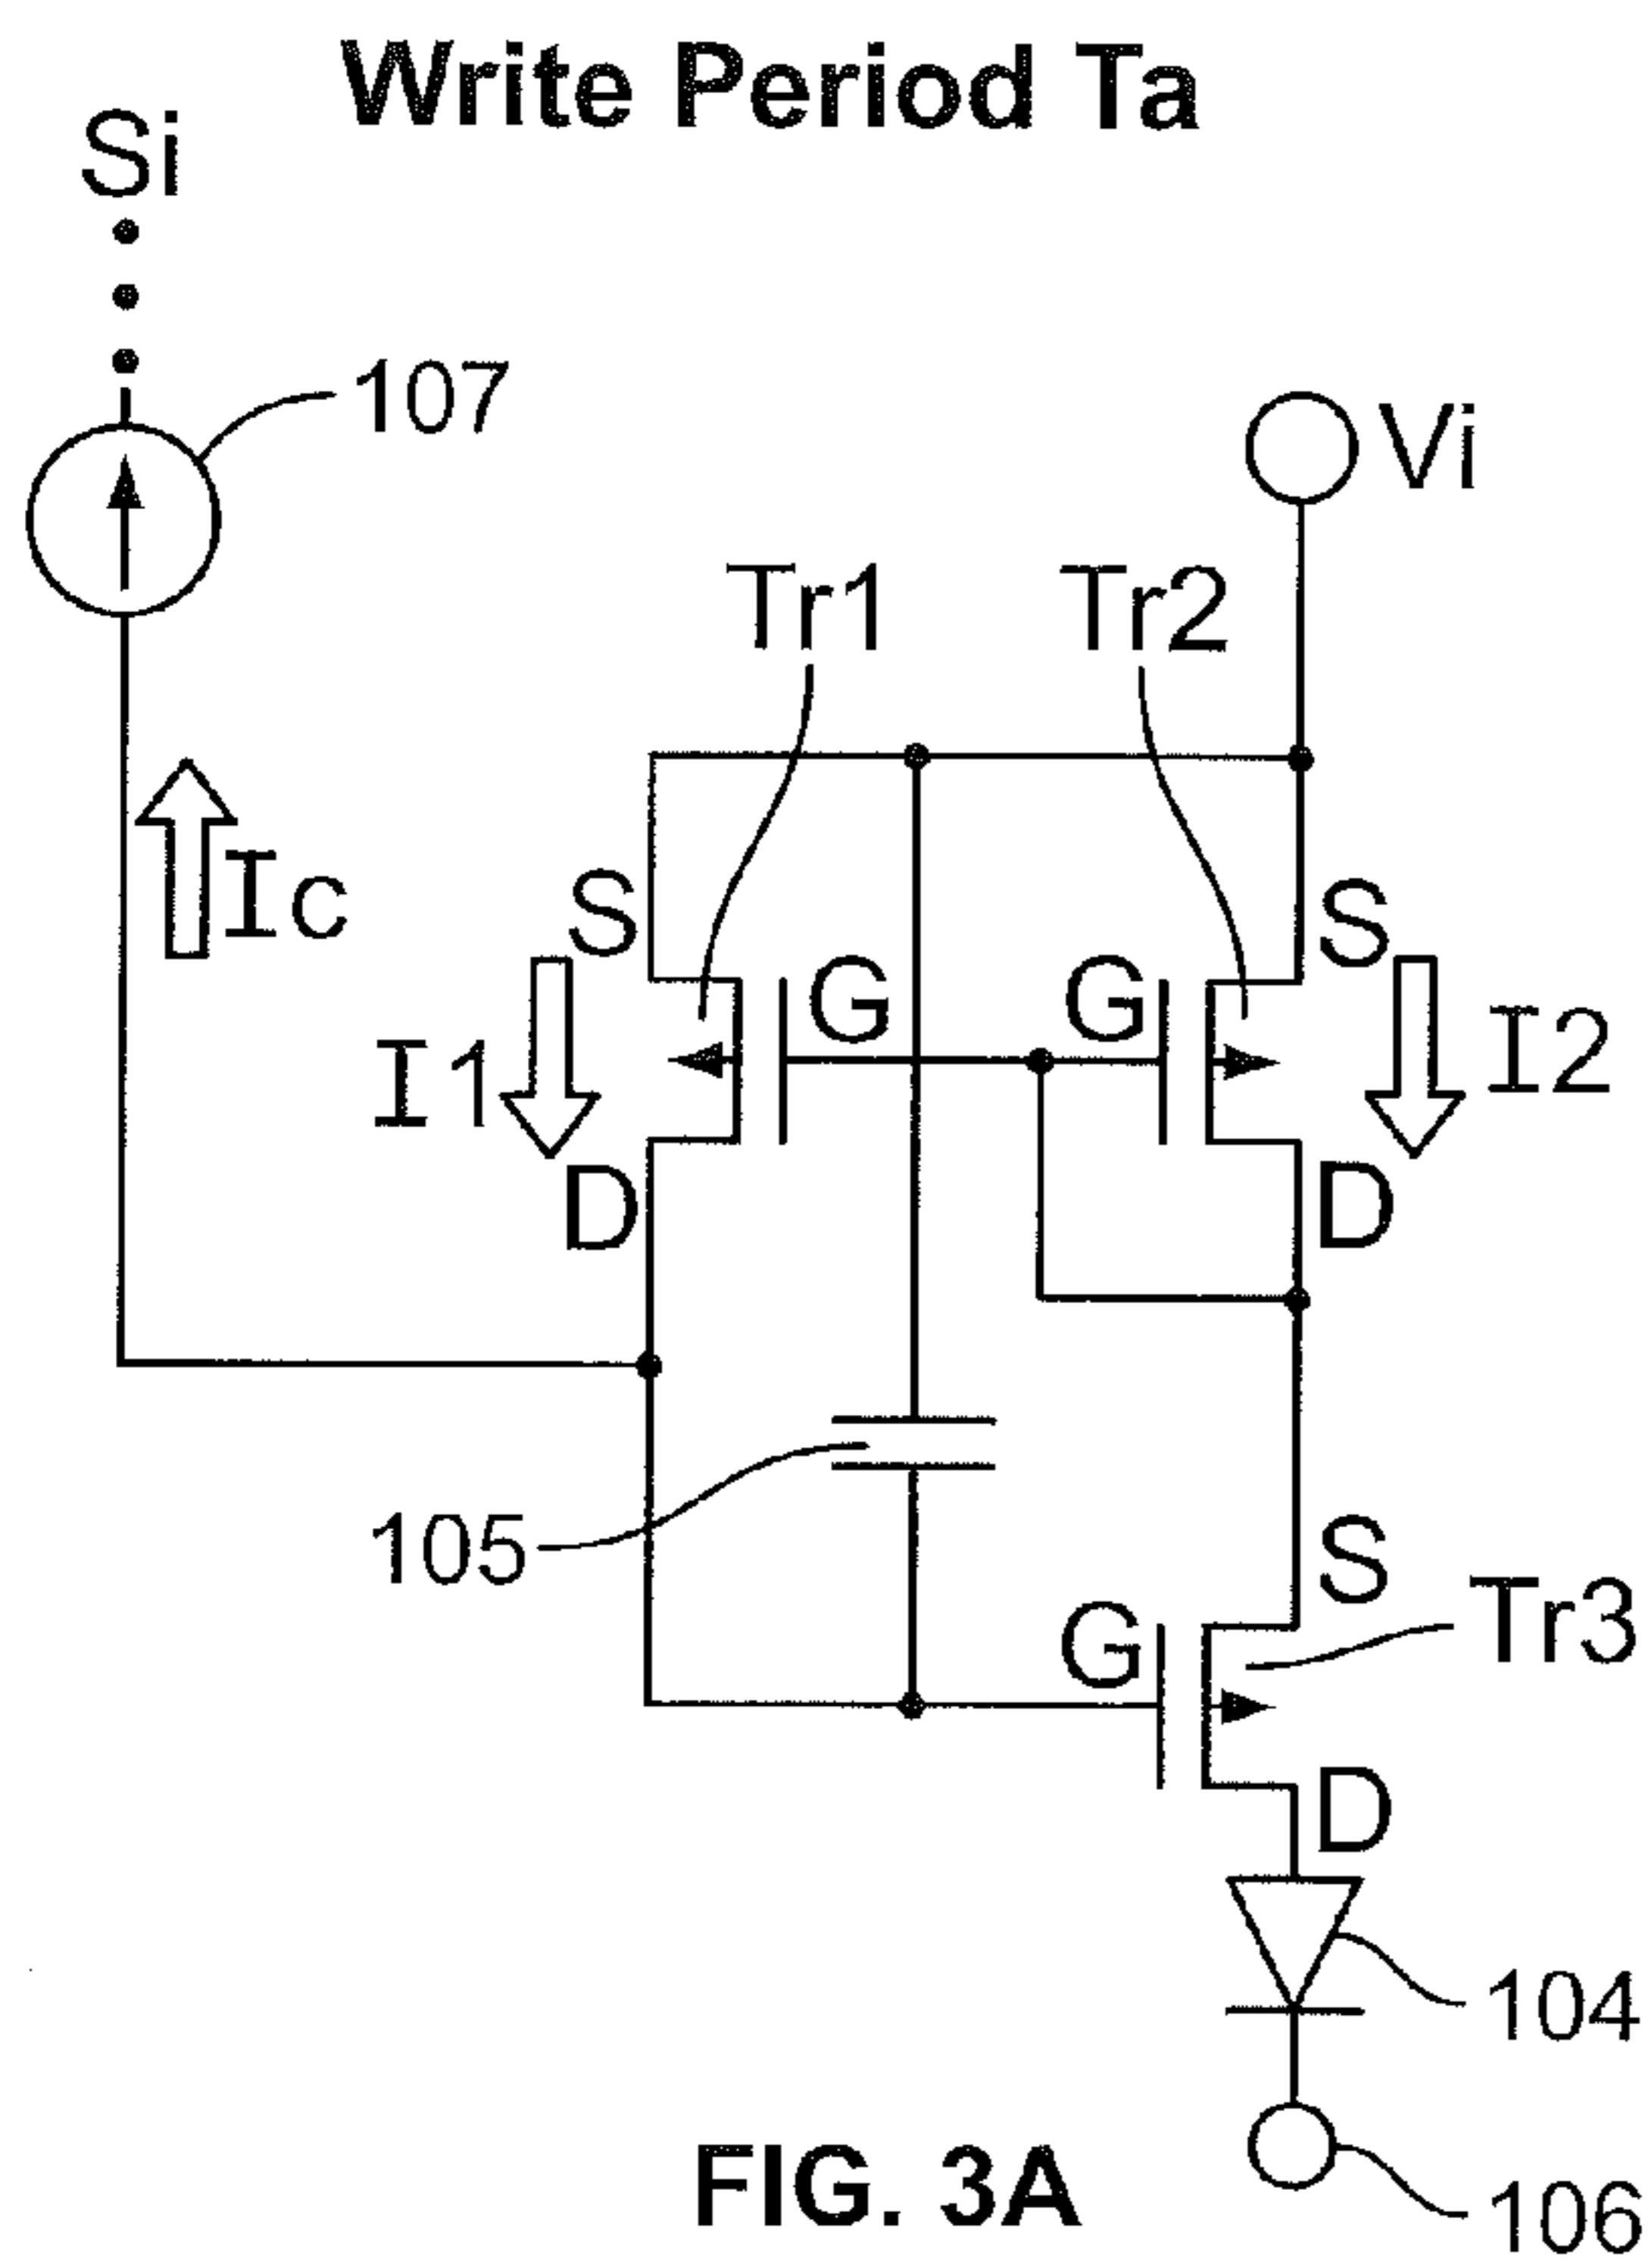 Write Period Ta
Si
107
Vi
Tr1
Tr2
Ic
S
S
G
G
I1
I2
D
D
105
S
G
Tr3
D
104
FIG. 3A
106